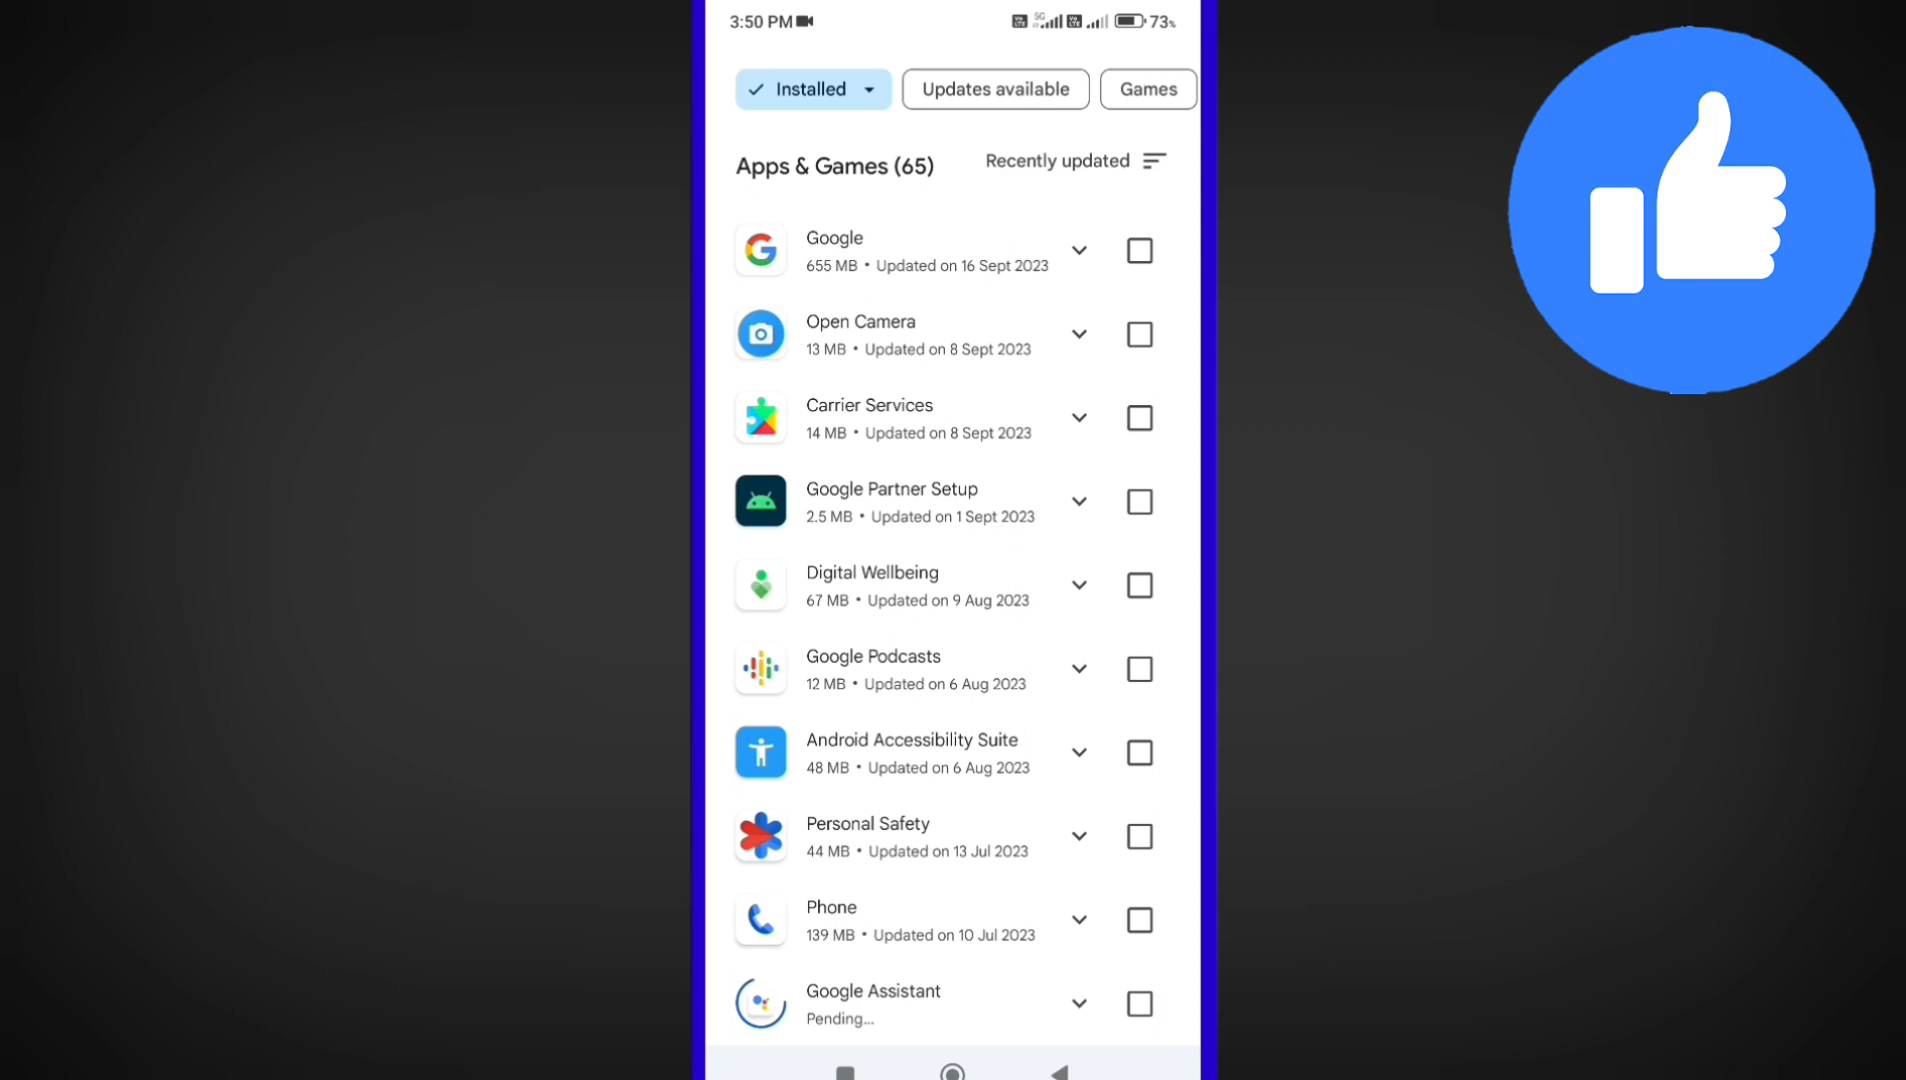 3:50 PM
5G
73%
Installed
Updates available
Games
Apps & Games (65)
Recently updated
Google
655 MB • Updated on 16 Sept 2023
Open Camera
13 MB • Updated on 8 Sept 2023
Carrier Services
14 MB • Updated on 8 Sept 2023
Google Partner Setup
2.5 MB • Updated on 1 Sept 2023
Digital Wellbeing
67 MB • Updated on 9 Aug 2023
Google Podcasts
12 MB • Updated on 6 Aug 2023
Android Accessibility Suite
48 MB • Updated on 6 Aug 2023
Personal Safety
44 MB • Updated on 13 Jul 2023
Phone
139 MB • Updated on 10 Jul 2023
Google Assistant
Pending...